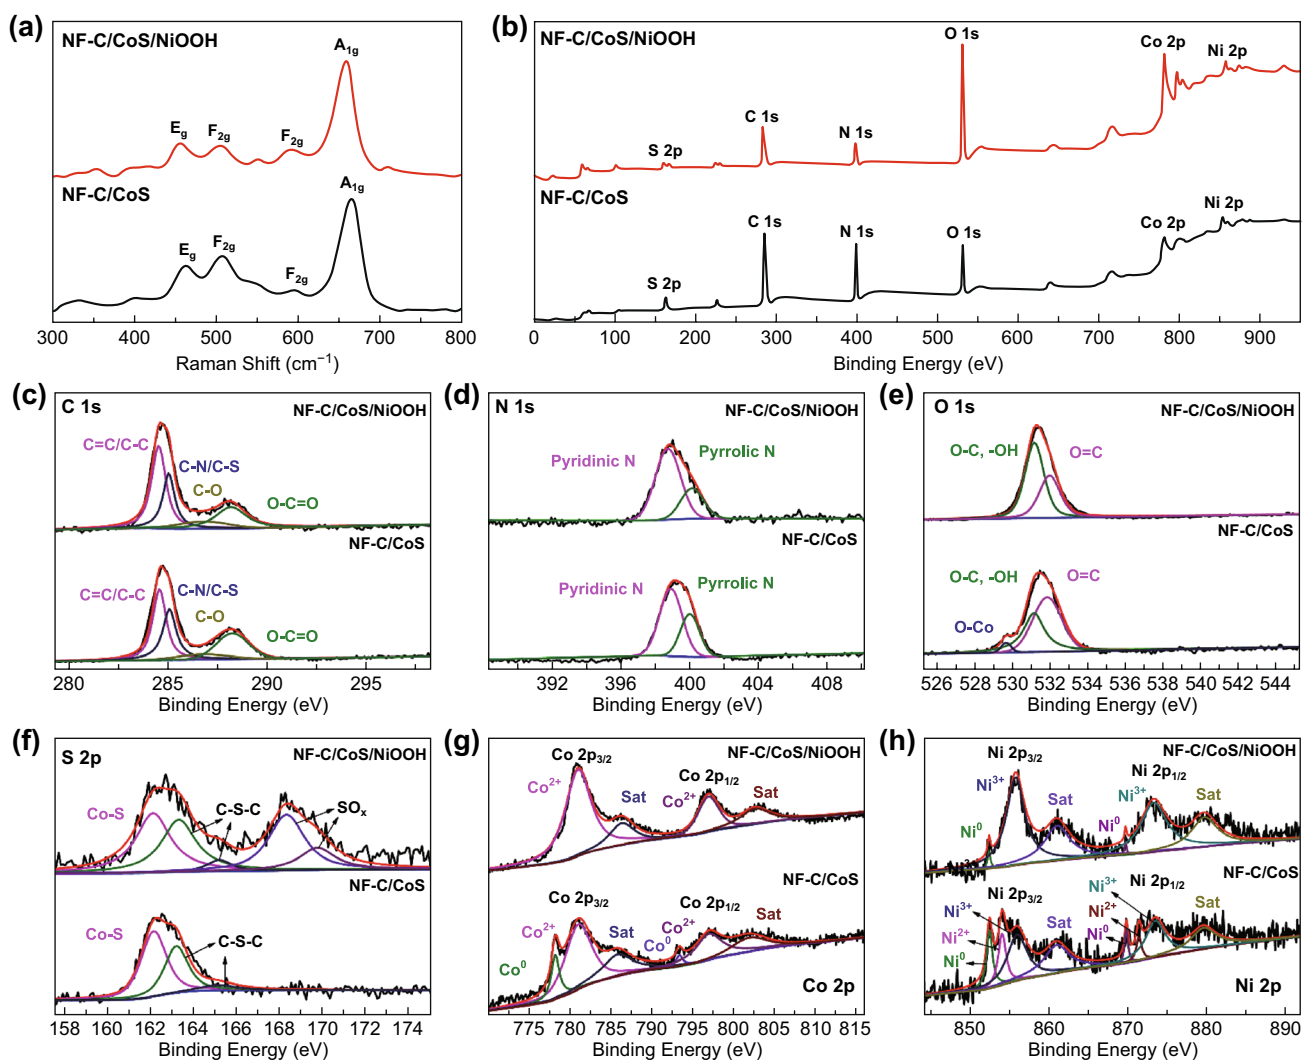 (a)
NF-C/CoS/NiOOH
A1g
Eg
F2g
F2g
NF-C/CoS
A1g
Eg
F2g
F2g
300 400 500 600 700 800
Raman Shift (cm−1)
(b)
NF-C/CoS/NiOOH
O 1s
Co 2p
Ni 2p
C 1s
N 1s
S 2p
NF-C/CoS
C 1s
N 1s
O 1s
Co 2p
Ni 2p
S 2p
0 100 200 300 400 500 600 700 800 900
Binding Energy (eV)
(c)
C 1s
NF-C/CoS/NiOOH
C=C/C-C
C-N/C-S
C-O
O-C=O
NF-C/CoS
C=C/C-C
C-N/C-S
C-O
O-C=O
280 285 290 295
Binding Energy (eV)
(d)
N 1s
NF-C/CoS/NiOOH
Pyridinic N
Pyrrolic N
NF-C/CoS
Pyridinic N
Pyrrolic N
392 396 400 404 408
Binding Energy (eV)
(e)
O 1s
NF-C/CoS/NiOOH
O-C, -OH
O=C
NF-C/CoS
O-C, -OH
O=C
O-Co
526 528 530 532 534 536 538 540 542 544
Binding Energy (eV)
(f)
S 2p
NF-C/CoS/NiOOH
Co-S
C-S-C
SOx
NF-C/CoS
Co-S
C-S-C
158 160 162 164 166 168 170 172 174
Binding Energy (eV)
(g)
NF-C/CoS/NiOOH
Co 2p3/2
Co2+
Sat
Co 2p1/2
Co2+
Sat
NF-C/CoS
Co 2p3/2
Co2+
Co0
Sat
Co0
Co2+
Co 2p1/2
Sat
Co 2p
775 780 785 790 795 800 805 810 815
Binding Energy (eV)
(h)
NF-C/CoS/NiOOH
Ni 2p3/2
Ni3+
Ni0
Sat
Ni 2p1/2
Ni3+
Ni0
Sat
NF-C/CoS
Ni 2p3/2
Ni3+
Ni2+
Ni0
Sat
Ni 2p1/2
Ni3+
Ni2+
Ni0
Sat
Ni 2p
850 860 870 880 890
Binding Energy (eV)